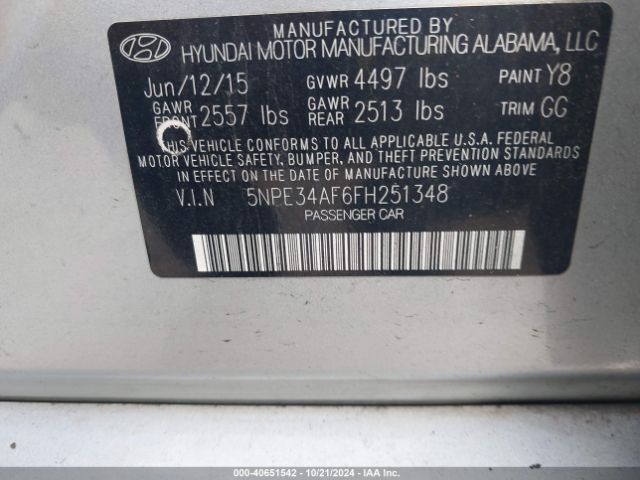 MANUFACTURED BY
HYUNDAI MOTOR MANUFACTURING ALABAMA, LLC
Jun/12/15 GVWR 4497 lbs PAINT Y8
GAWR FRONT 2557 lbs GAWR REAR 2513 lbs TRIM GG
THIS VEHICLE CONFORMS TO ALL APPLICABLE U.S.A. FEDERAL
MOTOR VEHICLE SAFETY, BUMPER, AND THEFT PREVENTION STANDARDS
IN EFFECT ON THE DATE OF MANUFACTURE SHOWN ABOVE.
V.I.N 5NPE34AF6FH251348
PASSENGER CAR
000-40651542 - 10/21/2024 - IAA Inc.